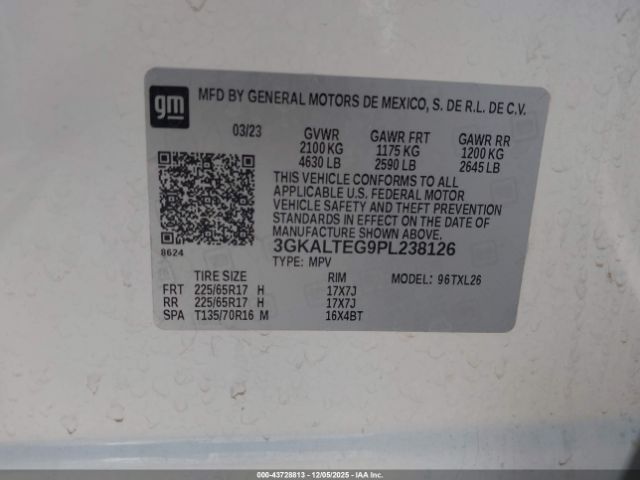 gm MFD BY GENERAL MOTORS DE MEXICO, S. DE R.L. DE C.V.
03/23 GVWR GAWR FRT GAWR RR
2100 KG 1175 KG 1200 KG
4630 LB 2590 LB 2645 LB
THIS VEHICLE CONFORMS TO ALL
APPLICABLE U.S. FEDERAL MOTOR
VEHICLE SAFETY AND THEFT PREVENTION
STANDARDS IN EFFECT ON THE DATE
OF MANUFACTURE SHOWN ABOVE.
8624
3GKALTEG9PL238126
TYPE: MPV
TIRE SIZE RIM MODEL: 96TXL26
FRT 225/65R17 H 17X7J
RR 225/65R17 H 17X7J
SPA T135/70R16 M 16X4BT
000-43728813 - 12/05/2025 - IAA